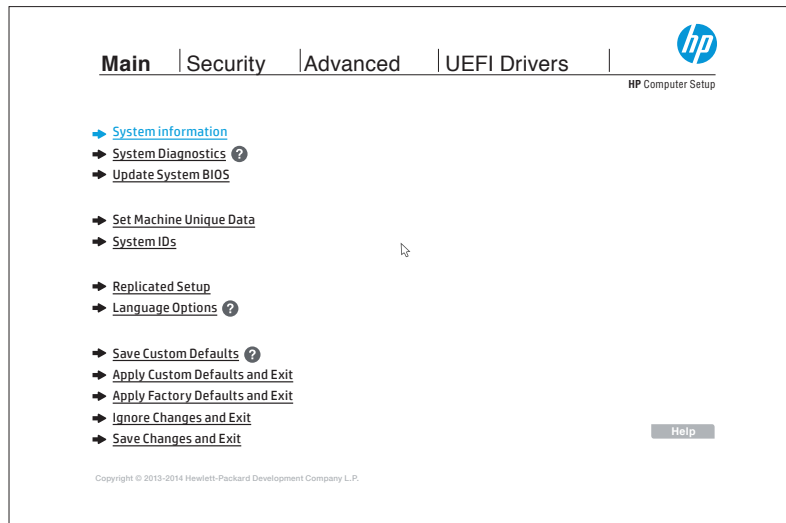 hp
Main Security Advanced UEFI Drivers
HP Computer Setup
System information
System Diagnostics ?
Update System BIOS
Set Machine Unique Data
System IDs
Replicated Setup
Language Options ?
Save Custom Defaults ?
Apply Custom Defaults and Exit
Apply Factory Defaults and Exit
Ignore Changes and Exit
Save Changes and Exit
Help
Copyright © 2013-2014 Hewlett-Packard Development Company L.P.